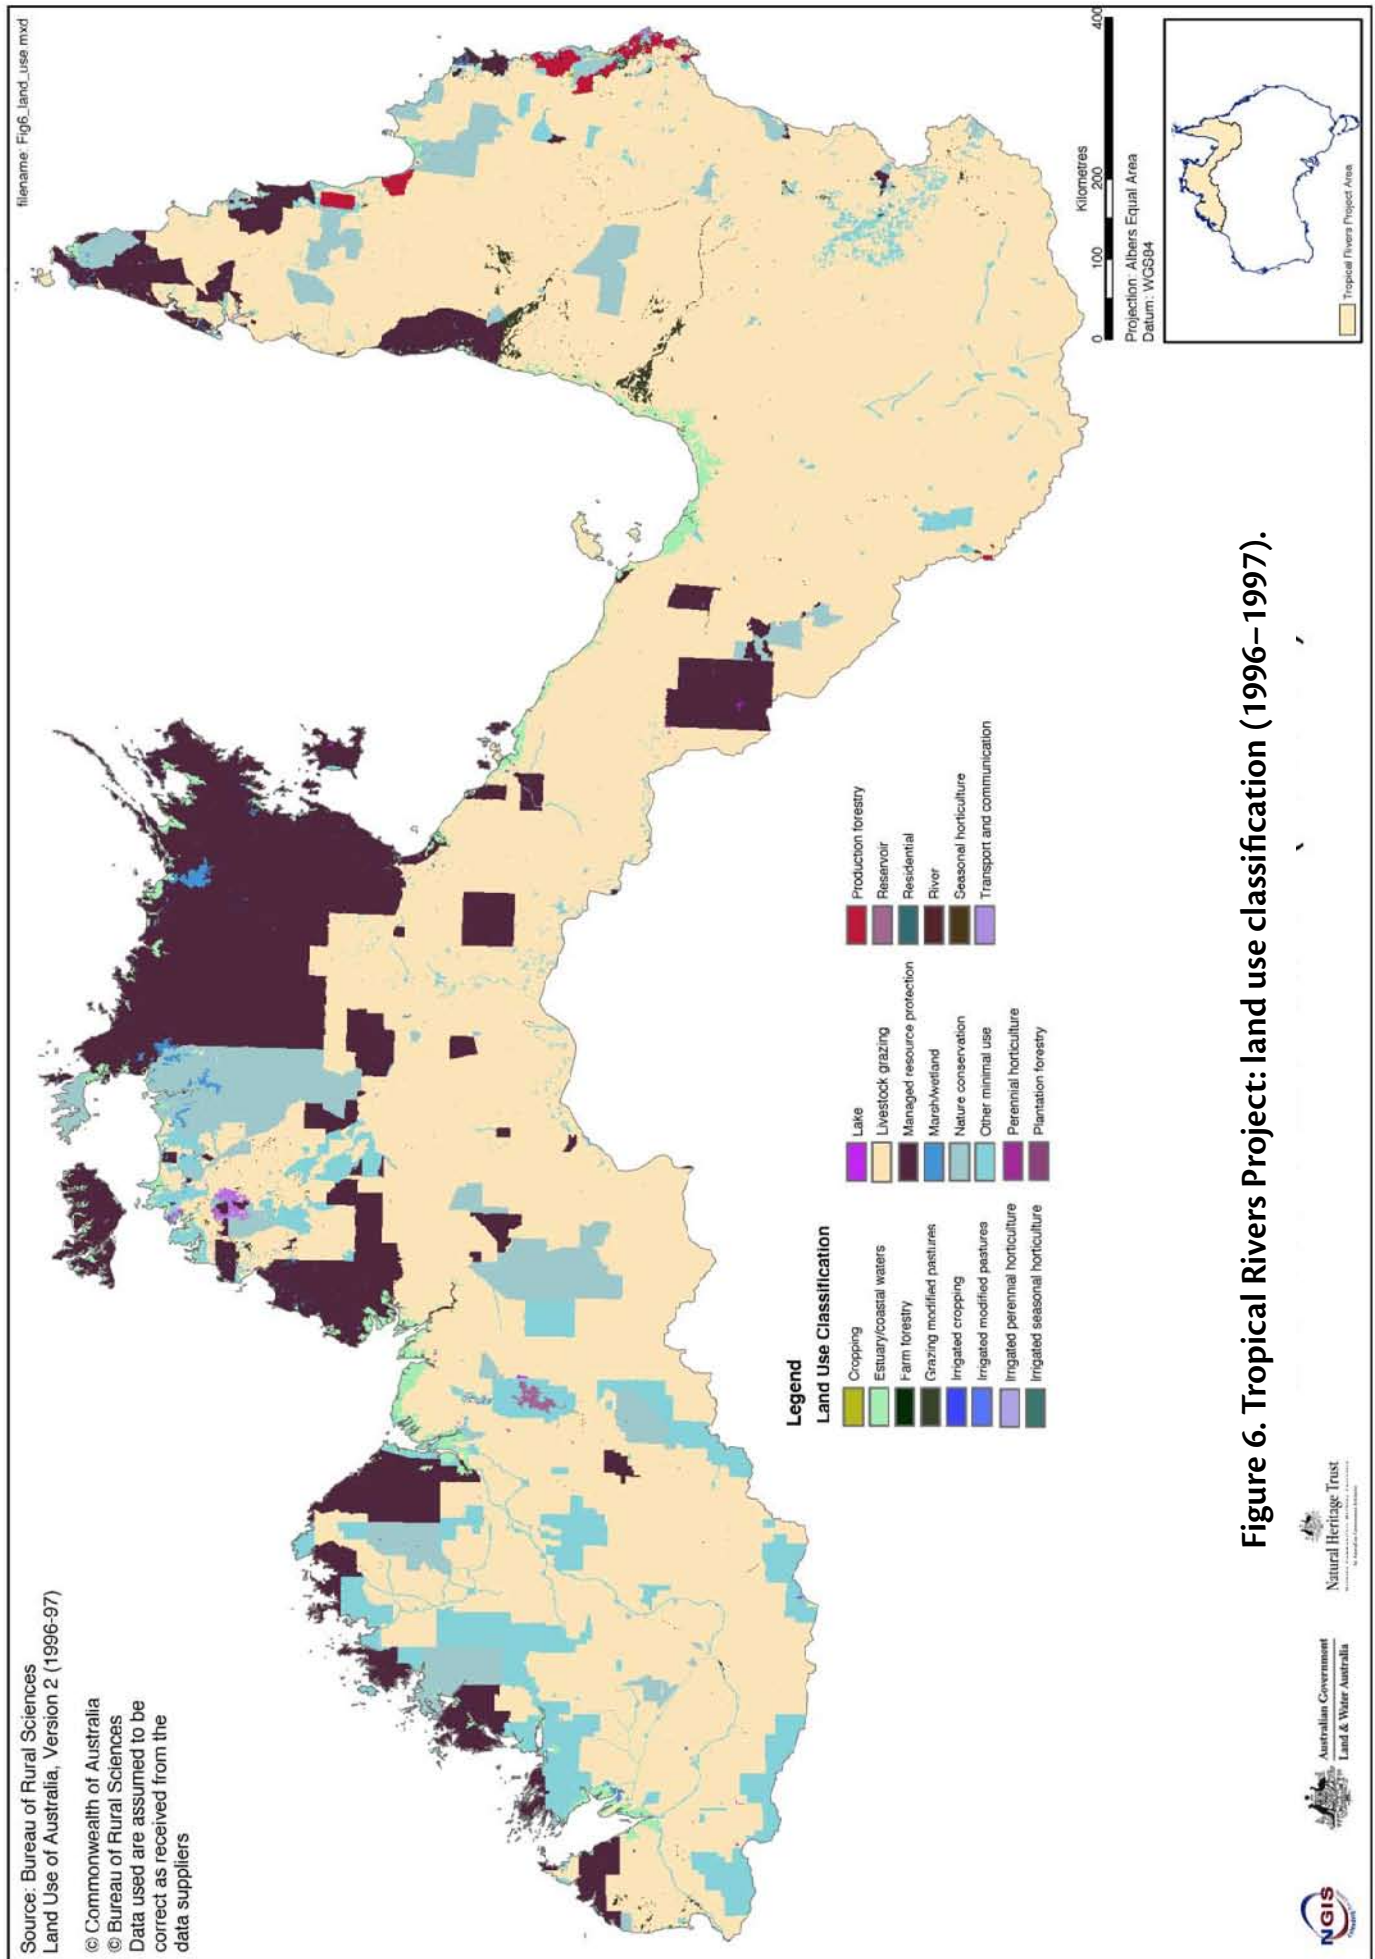 filename: Fig6_land_use.mxd
Source: Bureau of Rural Sciences
Land Use of Australia, Version 2 (1996-97)
© Commonwealth of Australia
© Bureau of Rural Sciences
Data used are assumed to be
correct as received from the
data suppliers
Legend
Land Use Classification
Cropping
Estuary/coastal waters
Farm forestry
Grazing modified pastures
Irrigated cropping
Irrigated modified pastures
Irrigated perennial horticulture
Irrigated seasonal horticulture
Lake
Livestock grazing
Managed resource protection
Marsh/wetland
Nature conservation
Other minimal use
Perennial horticulture
Plantation forestry
Production forestry
Reservoir
Residential
River
Seasonal horticulture
Transport and communication
Kilometres
0 100 200 400
Projection: Albers Equal Area
Datum: WGS84
Tropical Rivers Project Area
Figure 6. Tropical Rivers Project: land use classification (1996–1997).
NGIS
Australian Government
Land & Water Australia
Natural Heritage Trust